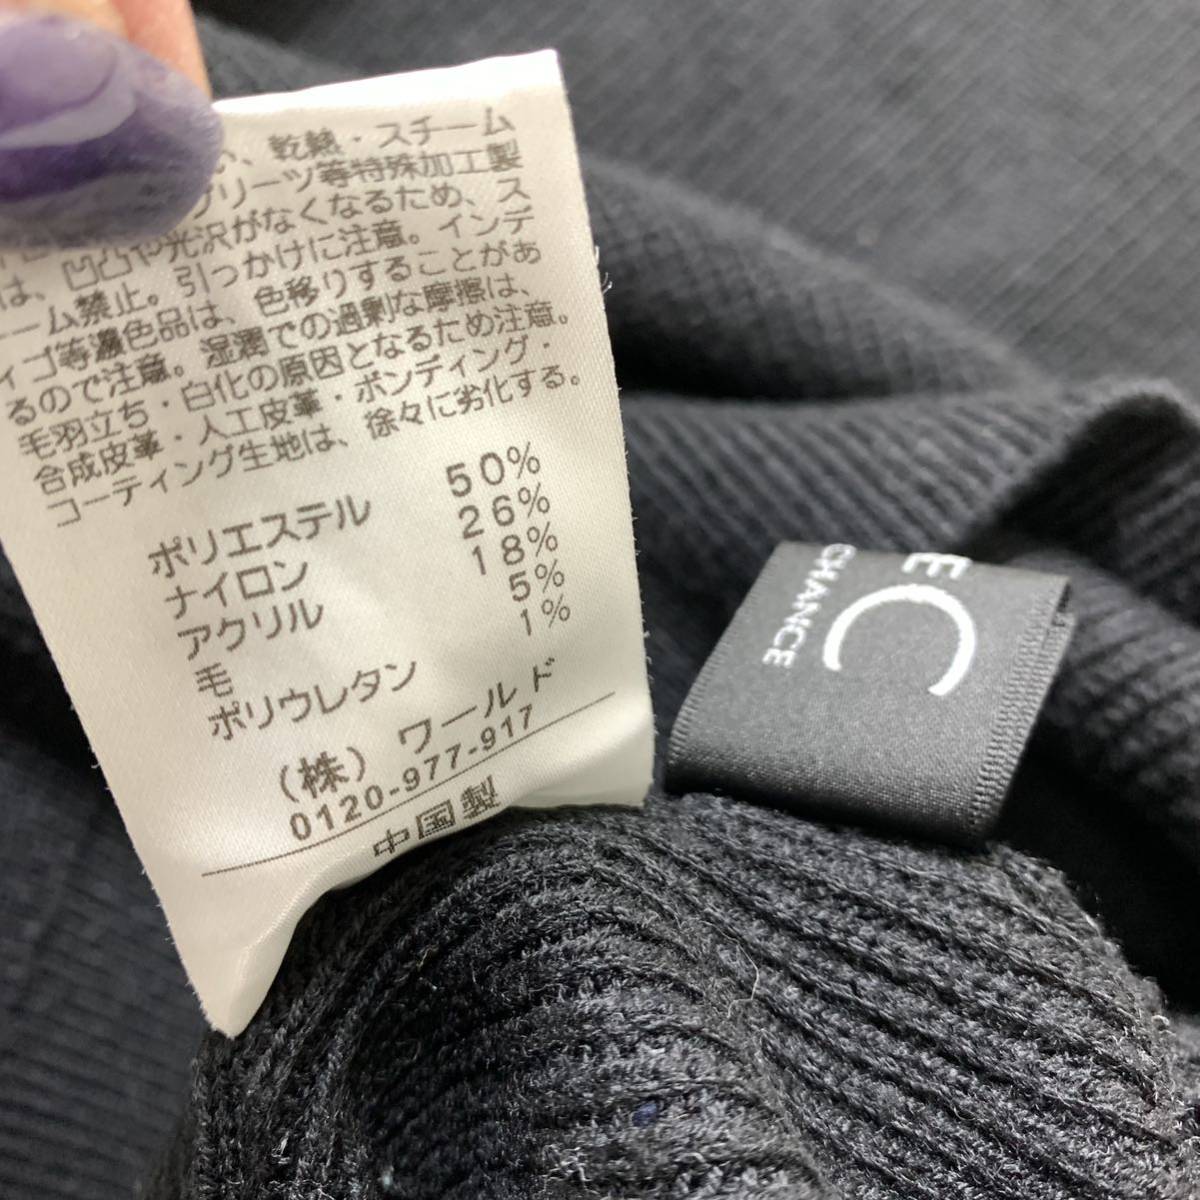 、乾熱・スチーム
プリーツ等特殊加工製
は、凹凸や光沢がなくなるため、ス
ーム禁止。引っかけに注意。インデ
ィゴ等濃色品は、色移りすることがあ
るので注意。湿潤での過剰な摩擦は、
毛羽立ち・白化の原因となるため注意。
合成皮革・人工皮革・ボンディング・
コーティング生地は、徐々に劣化する。
ポリエステル 50%
ナイロン 26%
アクリル 18%
毛 5%
ポリウレタン 1%
(株) ワールド
0120-977-917
中国製
E
C
CHANCE